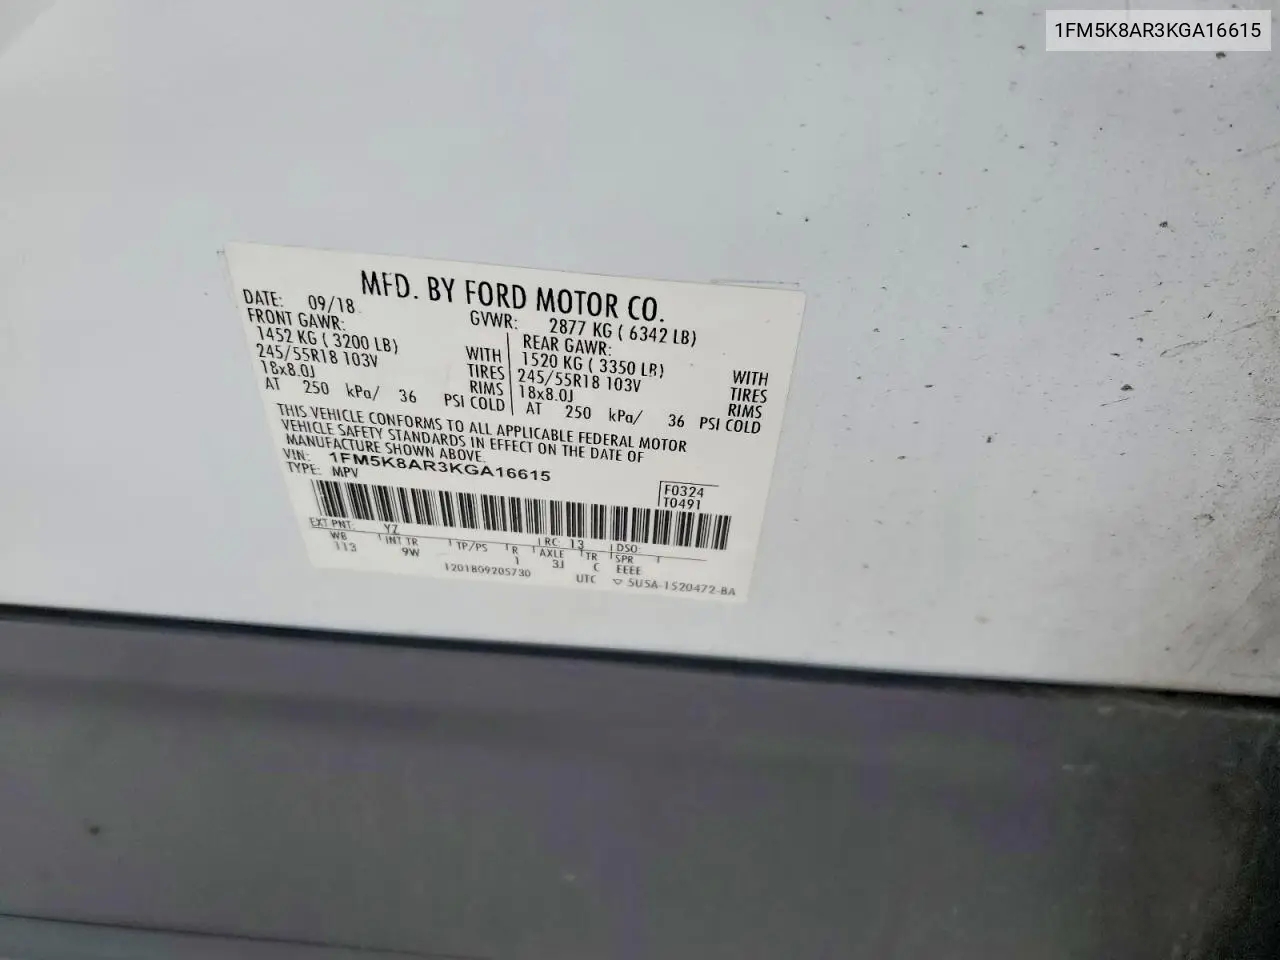 1FM5K8AR3KGA16615
MFD. BY FORD MOTOR CO.
DATE: 09/18 GVWR: 2877 KG ( 6342 LB)
FRONT GAWR: REAR GAWR:
1452 KG ( 3200 LB) WITH 1520 KG ( 3350 LB) WITH
245/55R18 103V TIRES 245/55R18 103V TIRES
18x8.0J RIMS 18x8.0J RIMS
AT 250 kPa/ 36 PSI COLD AT 250 kPa/ 36 PSI COLD
THIS VEHICLE CONFORMS TO ALL APPLICABLE FEDERAL MOTOR
VEHICLE SAFETY STANDARDS IN EFFECT ON THE DATE OF
MANUFACTURE SHOWN ABOVE.
VIN: 1FM5K8AR3KGA16615
TYPE: MPV
F0324
T0491
EXT PNT: YZ RC: 13 DSO:
WB INT TR TP/PS R AXLE TR SPR
113 9W 1 3J C EEEE
1201809205730 UTC ▽ 5U5A-1520472-BA